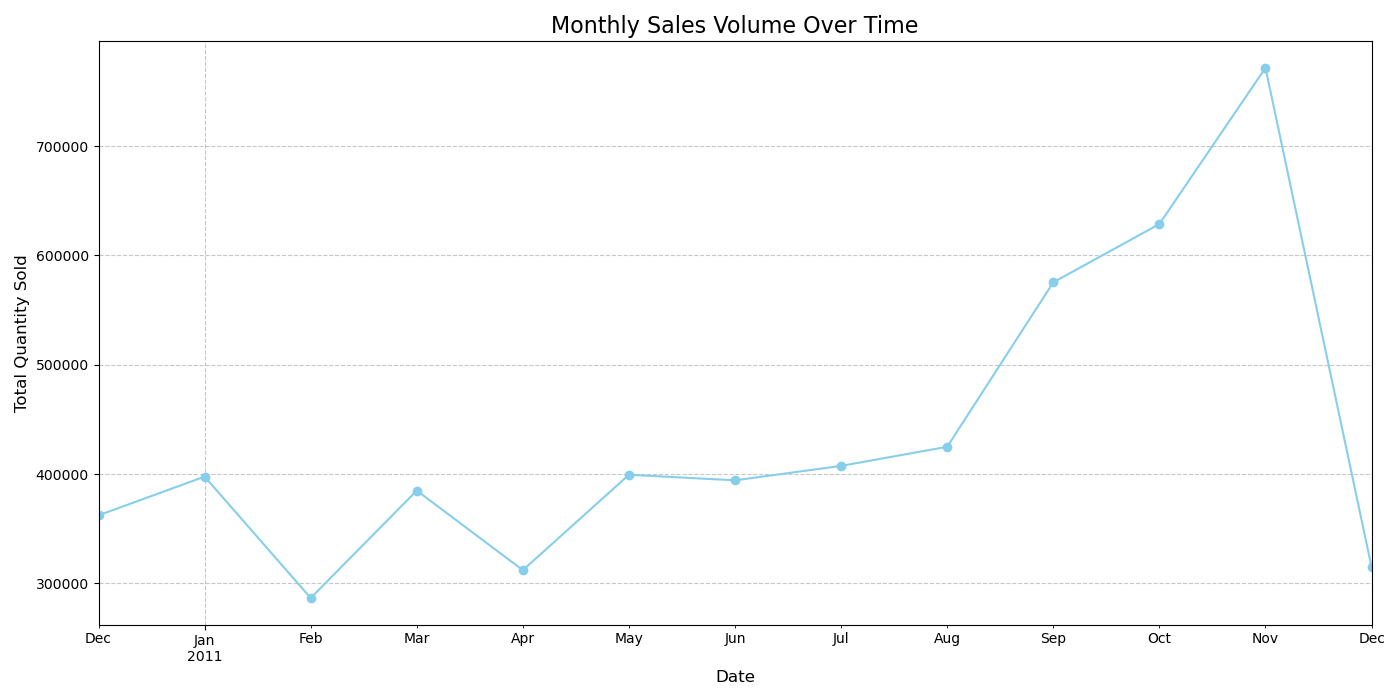 Monthly Sales Volume Over Time
Total Quantity Sold
700000
600000
500000
400000
300000
Dec Jan Feb Mar Apr May Jun Jul Aug Sep Oct Nov Dec
2011
Date